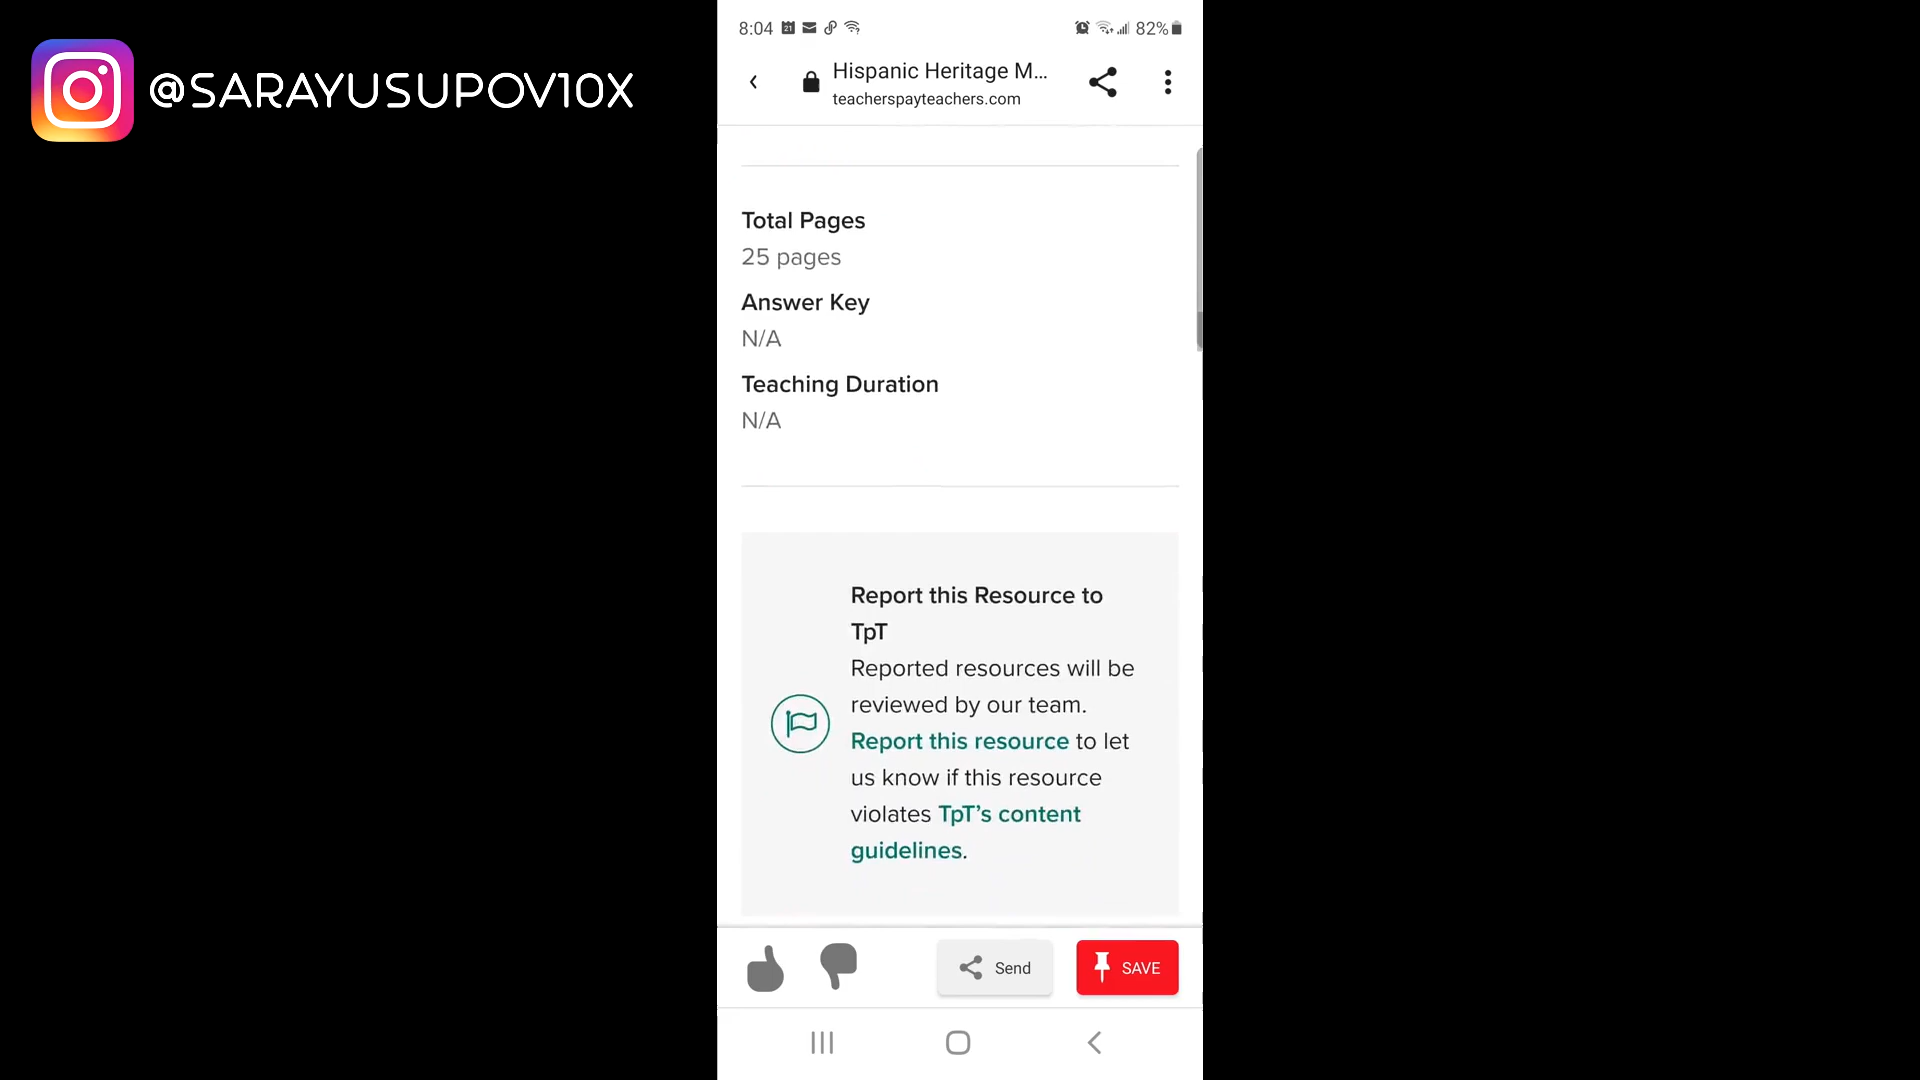 @SARAYUSUPOV10X
8:04
21
82%
Hispanic Heritage M...
teacherspayteachers.com
Total Pages
25 pages
Answer Key
N/A
Teaching Duration
N/A
Report this Resource to
TpT
Reported resources will be
reviewed by our team.
Report this resource to let
us know if this resource
violates TpT's content
guidelines.
Send
SAVE